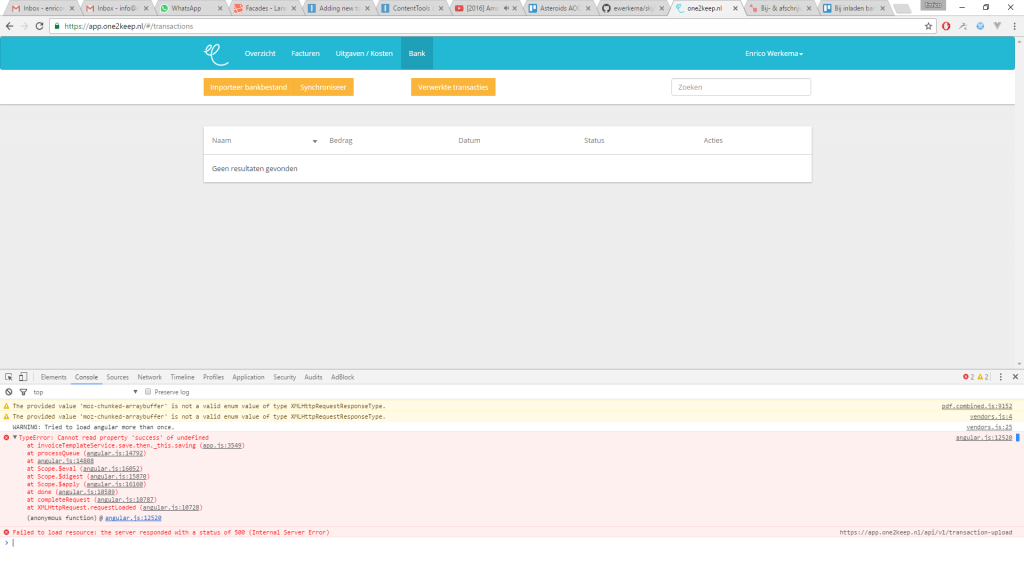 Inbox - enrico
Inbox - info@
WhatsApp
Facades - Lara
Adding new t
ContentTools
[2016] Am
Asteroids AO
ewerkema/sk
one2keep.nl
Bij- & afschrij
Bij inladen ba
Enrico
https://app.one2keep.nl/#/transactions
Overzicht
Facturen
Uitgaven / Kosten
Bank
Enrico Werkema
Importeer bankbestand
Synchroniseer
Verwerkte transacties
Zoeken
Naam
Bedrag
Datum
Status
Acties
Geen resultaten gevonden
Elements
Console
Sources
Network
Timeline
Profiles
Application
Security
Audits
AdBlock
2
2
top
Preserve log
The provided value 'moz-chunked-arraybuffer' is not a valid enum value of type XMLHttpRequestResponseType.
pdf.combined.js:9152
The provided value 'moz-chunked-arraybuffer' is not a valid enum value of type XMLHttpRequestResponseType.
vendors.js:4
WARNING: Tried to load angular more than once.
vendors.js:25
TypeError: Cannot read property 'success' of undefined
angular.js:12520
at invoiceTemplateService.save.then._this.saving (app.js:3549)
at processQueue (angular.js:14792)
at angular.js:14808
at Scope.$eval (angular.js:16052)
at Scope.$digest (angular.js:15870)
at Scope.$apply (angular.js:16160)
at done (angular.js:10589)
at completeRequest (angular.js:10787)
at XMLHttpRequest.requestLoaded (angular.js:10728)
(anonymous function) @ angular.js:12520
Failed to load resource: the server responded with a status of 500 (Internal Server Error)
https://app.one2keep.nl/api/v1/transaction-upload